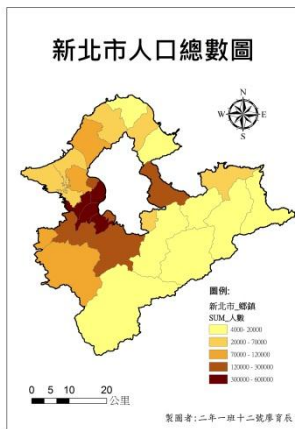 新北市人口總數圖
N
W
E
S
圖例:
新北市_鄉鎮
SUM_人數
4000- 20000
20000 - 70000
70000 - 120000
120000 - 300000
300000 - 600000
0 5 10 20
公里
製圖者:二年一班十二號廖育辰